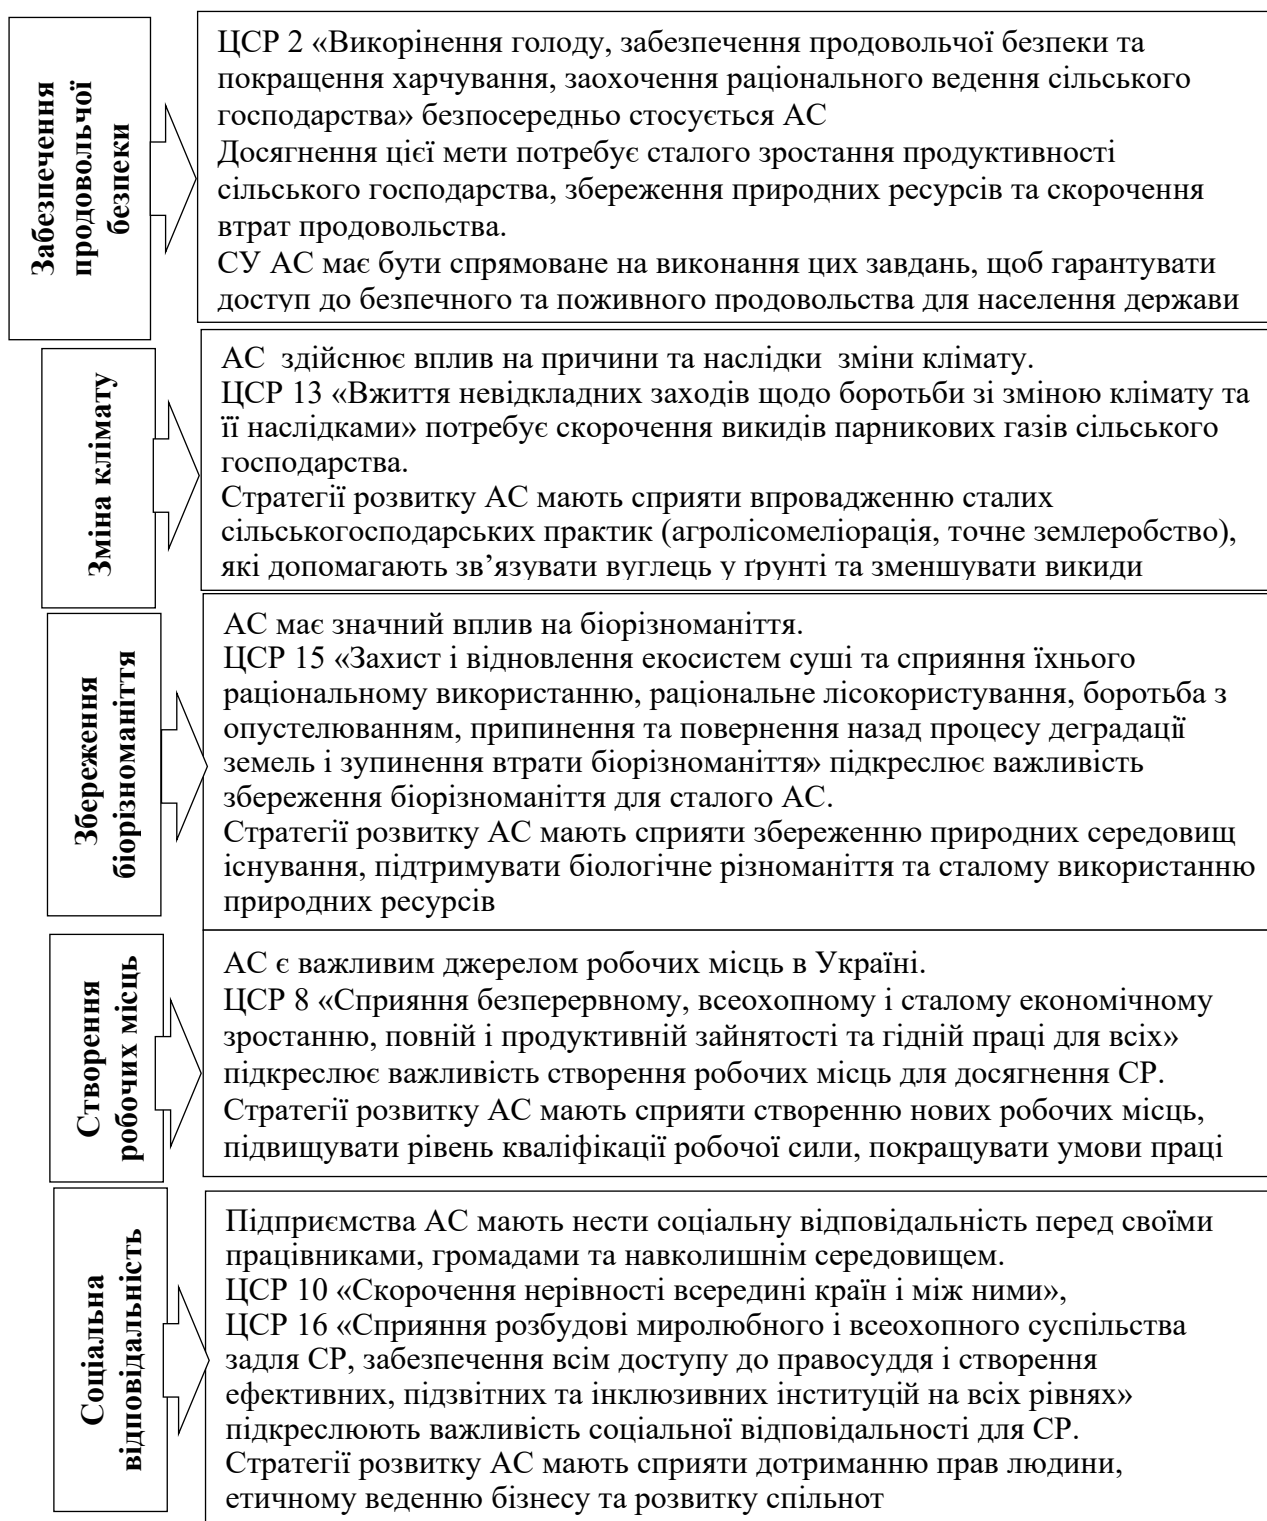 Забезпечення
продовольчої
безпеки
ЦСР 2 «Викорінення голоду, забезпечення продовольчої безпеки та
покращення харчування, заохочення раціонального ведення сільського
господарства» безпосередньо стосується АС
Досягнення цієї мети потребує сталого зростання продуктивності
сільського господарства, збереження природних ресурсів та скорочення
втрат продовольства.
СУ АС має бути спрямоване на виконання цих завдань, щоб гарантувати
доступ до безпечного та поживного продовольства для населення держави
Зміна клімату
АС здійснює вплив на причини та наслідки зміни клімату.
ЦСР 13 «Вжиття невідкладних заходів щодо боротьби зі зміною клімату та
її наслідками» потребує скорочення викидів парникових газів сільського
господарства.
Стратегії розвитку АС мають сприяти впровадженню сталих
сільськогосподарських практик (агролісомеліорація, точне землеробство),
які допомагають зв’язувати вуглець у ґрунті та зменшувати викиди
Збереження
біорізноманіття
АС має значний вплив на біорізноманіття.
ЦСР 15 «Захист і відновлення екосистем суші та сприяння їхнього
раціональному використанню, раціональне лісокористування, боротьба з
опустелюванням, припинення та повернення назад процесу деградації
земель і зупинення втрати біорізноманіття» підкреслює важливість
збереження біорізноманіття для сталого АС.
Стратегії розвитку АС мають сприяти збереженню природних середовищ
існування, підтримувати біологічне різноманіття та сталому використанню
природних ресурсів
Створення
робочих місць
АС є важливим джерелом робочих місць в Україні.
ЦСР 8 «Сприяння безперервному, всеохопному і сталому економічному
зростанню, повній і продуктивній зайнятості та гідній праці для всіх»
підкреслює важливість створення робочих місць для досягнення СР.
Стратегії розвитку АС мають сприяти створенню нових робочих місць,
підвищувати рівень кваліфікації робочої сили, покращувати умови праці
Соціальна
відповідальність
Підприємства АС мають нести соціальну відповідальність перед своїми
працівниками, громадами та навколишнім середовищем.
ЦСР 10 «Скорочення нерівності всередині країн і між ними»,
ЦСР 16 «Сприяння розбудові миролюбного і всеохопного суспільства
задля СР, забезпечення всім доступу до правосуддя і створення
ефективних, підзвітних та інклюзивних інституцій на всіх рівнях»
підкреслюють важливість соціальної відповідальності для СР.
Стратегії розвитку АС мають сприяти дотриманню прав людини,
етичному веденню бізнесу та розвитку спільнот